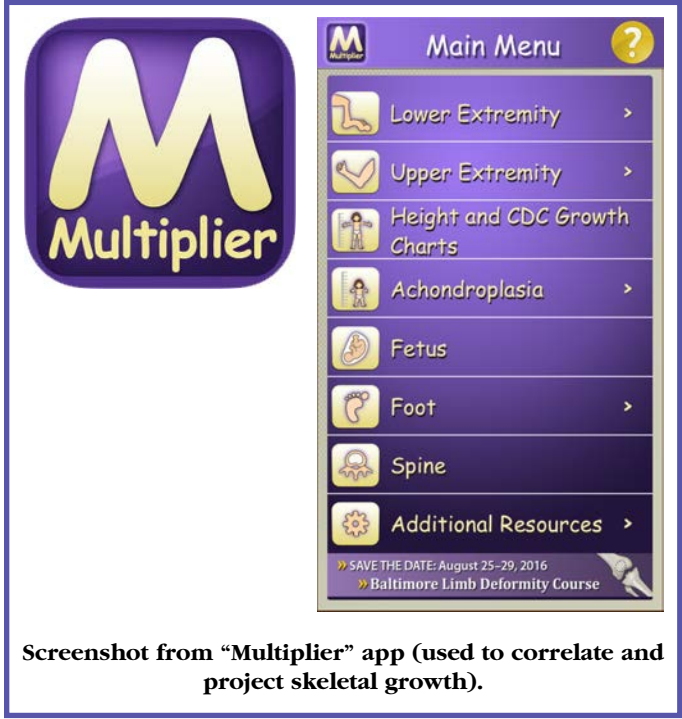 M
Multiplier
M
Multiplier
Main Menu
?
Lower Extremity >
Upper Extremity >
Height and CDC Growth
Charts
Achondroplasia >
Fetus
Foot >
Spine
Additional Resources >
» SAVE THE DATE: August 25–29, 2016
» Baltimore Limb Deformity Course
Screenshot from “Multiplier” app (used to correlate and
project skeletal growth).